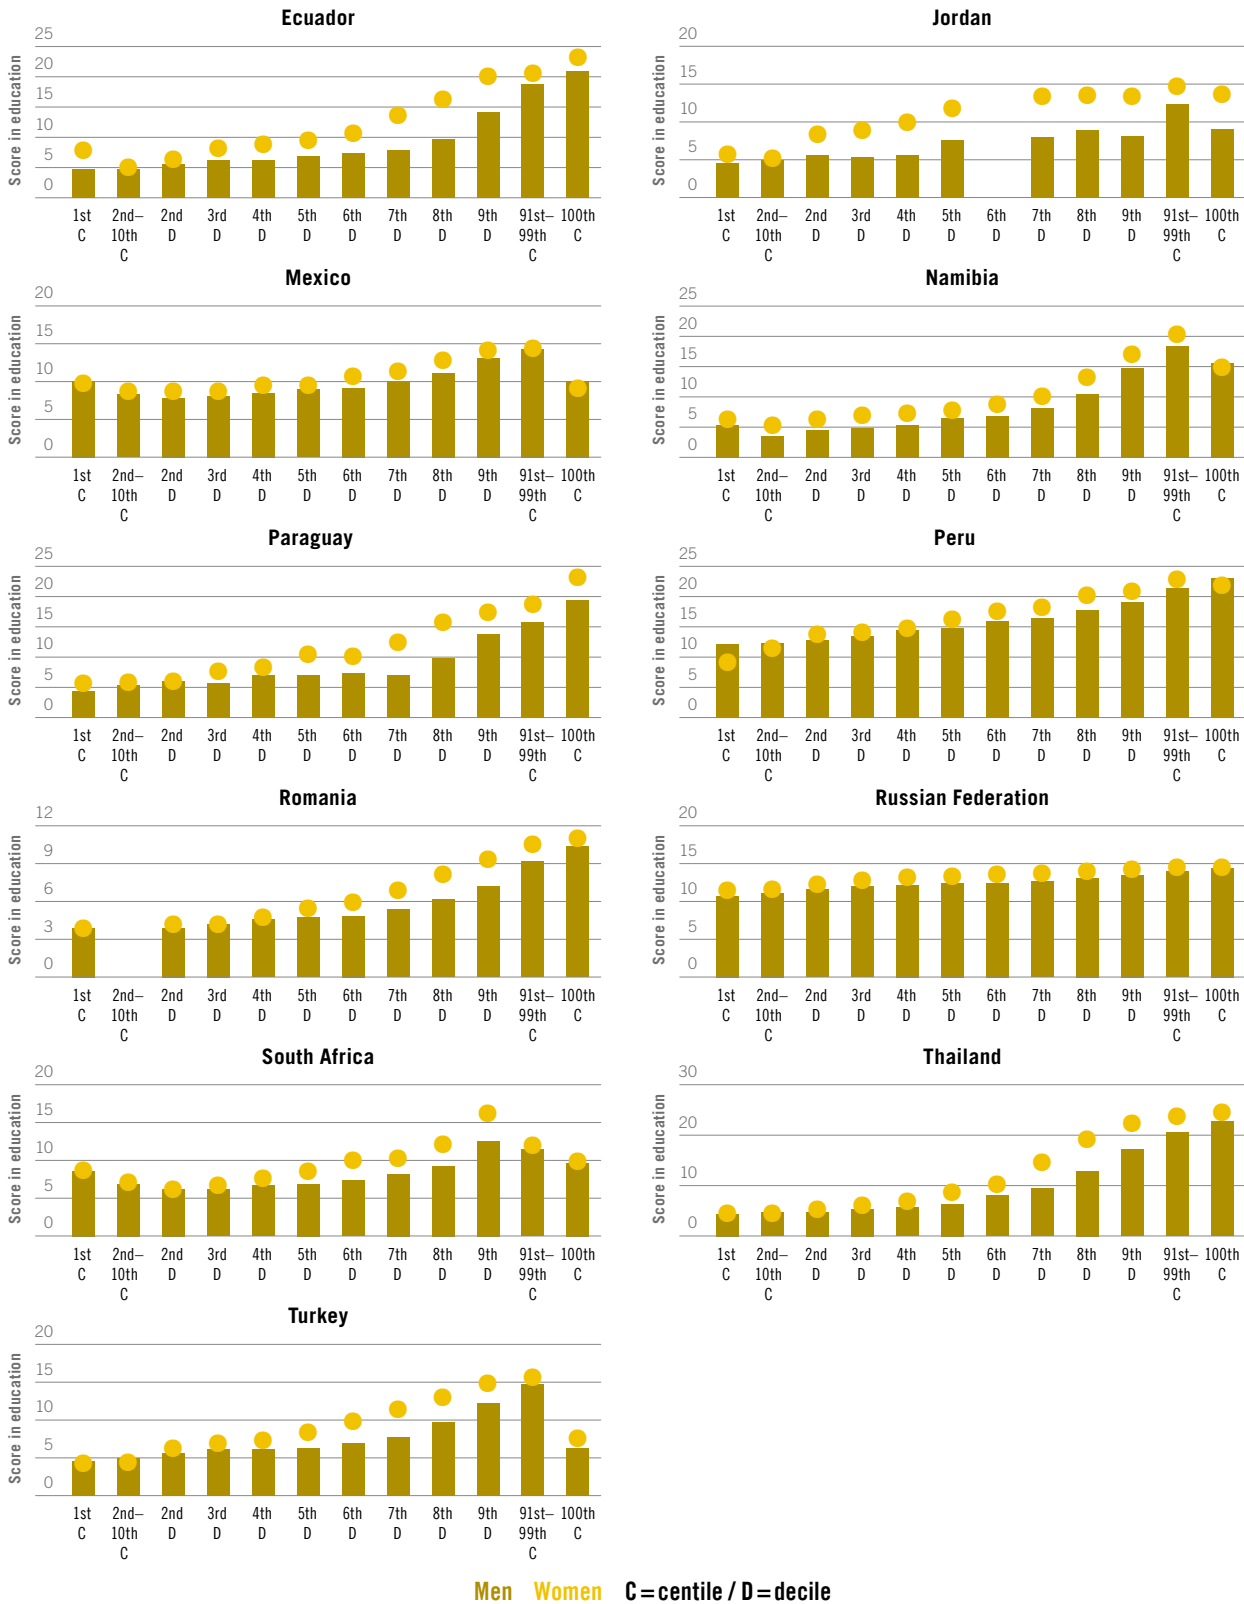 Ecuador
Score in education
25
20
15
10
5
0
1st 2nd– 2nd 3rd 4th 5th 6th 7th 8th 9th 91st– 100th
C 10th D D D D D D D D 99th C
C C
Jordan
Score in education
20
15
10
5
0
1st 2nd– 2nd 3rd 4th 5th 6th 7th 8th 9th 91st– 100th
C 10th D D D D D D D D 99th C
C C
Mexico
Score in education
20
15
10
5
0
1st 2nd– 2nd 3rd 4th 5th 6th 7th 8th 9th 91st– 100th
C 10th D D D D D D D D 99th C
C C
Namibia
Score in education
25
20
15
10
5
0
1st 2nd– 2nd 3rd 4th 5th 6th 7th 8th 9th 91st– 100th
C 10th D D D D D D D D 99th C
C C
Paraguay
Score in education
25
20
15
10
5
0
1st 2nd– 2nd 3rd 4th 5th 6th 7th 8th 9th 91st– 100th
C 10th D D D D D D D D 99th C
C C
Peru
Score in education
25
20
15
10
5
0
1st 2nd– 2nd 3rd 4th 5th 6th 7th 8th 9th 91st– 100th
C 10th D D D D D D D D 99th C
C C
Romania
Score in education
12
9
6
3
0
1st 2nd– 2nd 3rd 4th 5th 6th 7th 8th 9th 91st– 100th
C 10th D D D D D D D D 99th C
C C
Russian Federation
Score in education
20
15
10
5
0
1st 2nd– 2nd 3rd 4th 5th 6th 7th 8th 9th 91st– 100th
C 10th D D D D D D D D 99th C
C C
South Africa
Score in education
20
15
10
5
0
1st 2nd– 2nd 3rd 4th 5th 6th 7th 8th 9th 91st– 100th
C 10th D D D D D D D D 99th C
C C
Thailand
Score in education
30
20
10
0
1st 2nd– 2nd 3rd 4th 5th 6th 7th 8th 9th 91st– 100th
C 10th D D D D D D D D 99th C
C C
Turkey
Score in education
20
15
10
5
0
1st 2nd– 2nd 3rd 4th 5th 6th 7th 8th 9th 91st– 100th
C 10th D D D D D D D D 99th C
C C
Men Women C=centile / D=decile